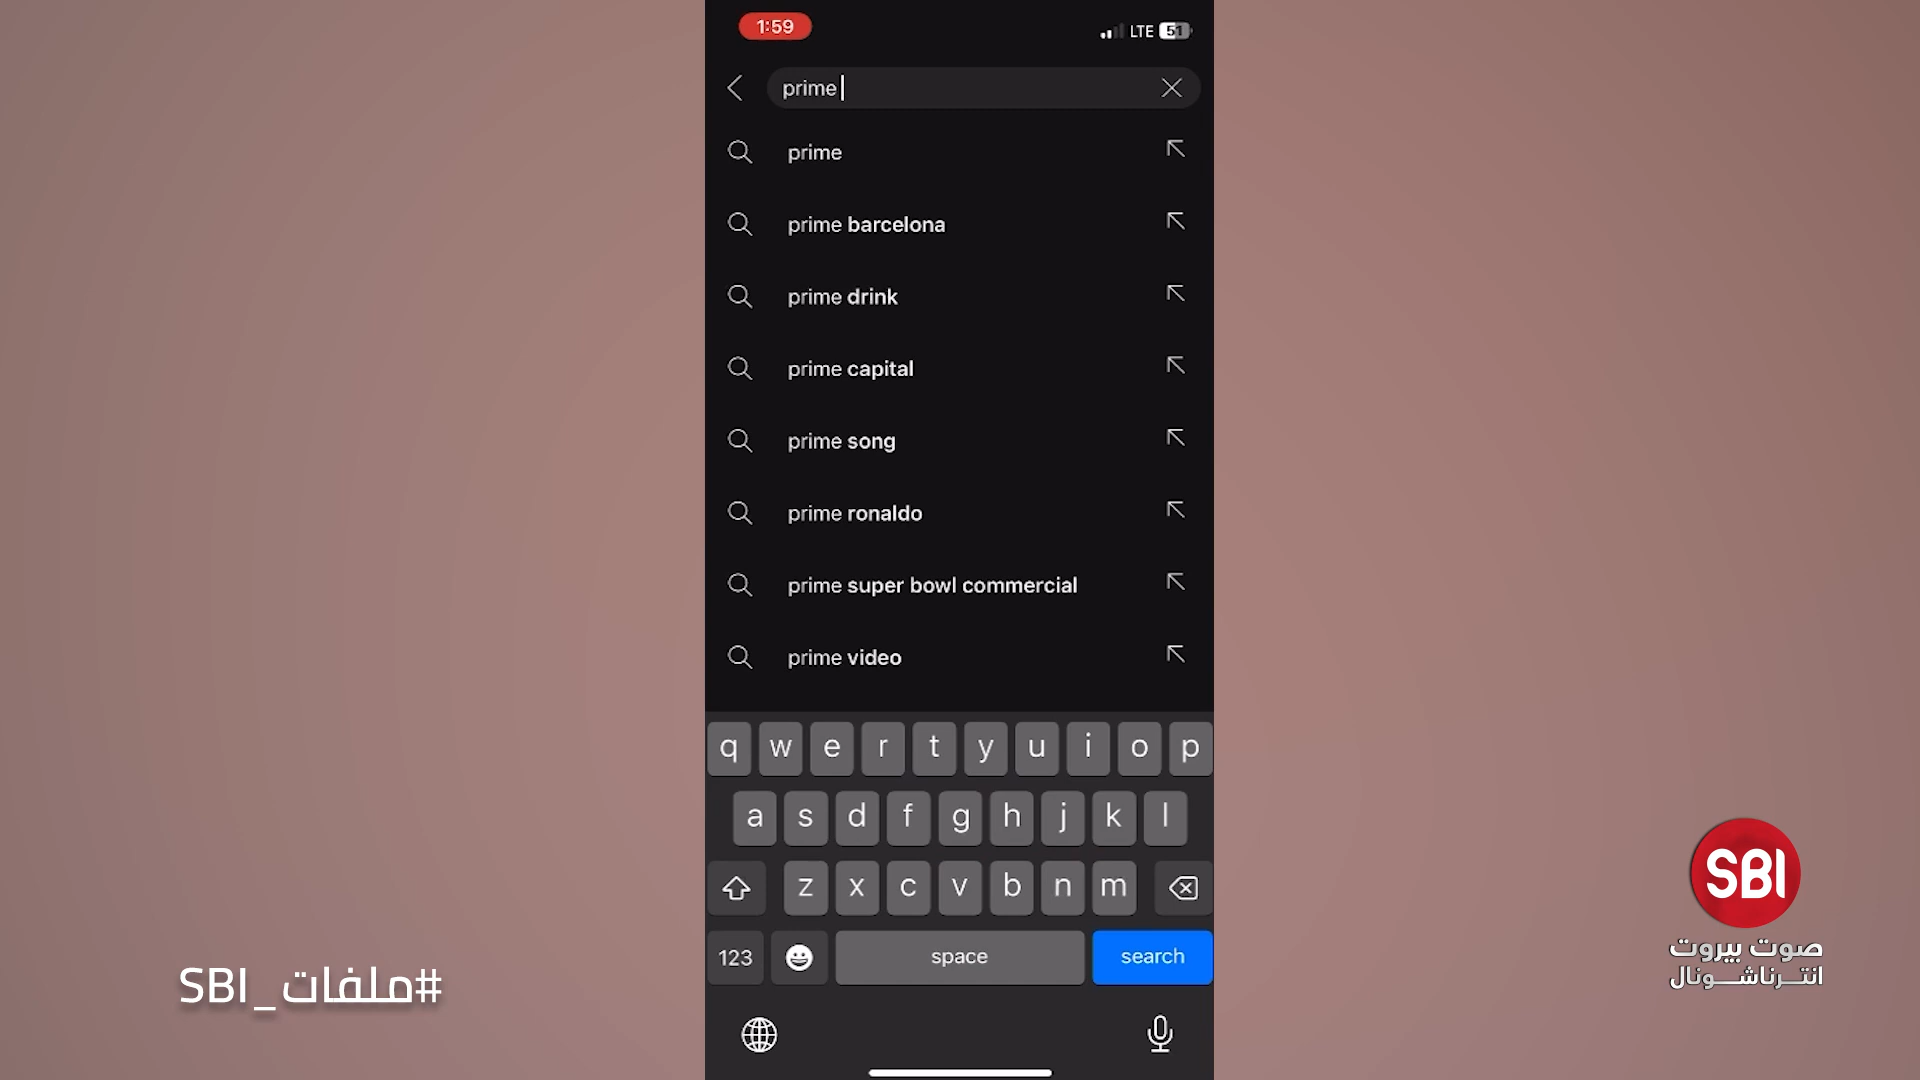 1:59
LTE 51
prime
prime
prime barcelona
prime drink
prime capital
prime song
prime ronaldo
prime super bowl commercial
prime video
q w e r t y u i o p
a s d f g h j k l
z x c v b n m
123 space search
#ملفات_SBI
SBI
صوت بيروت
انترناشونال